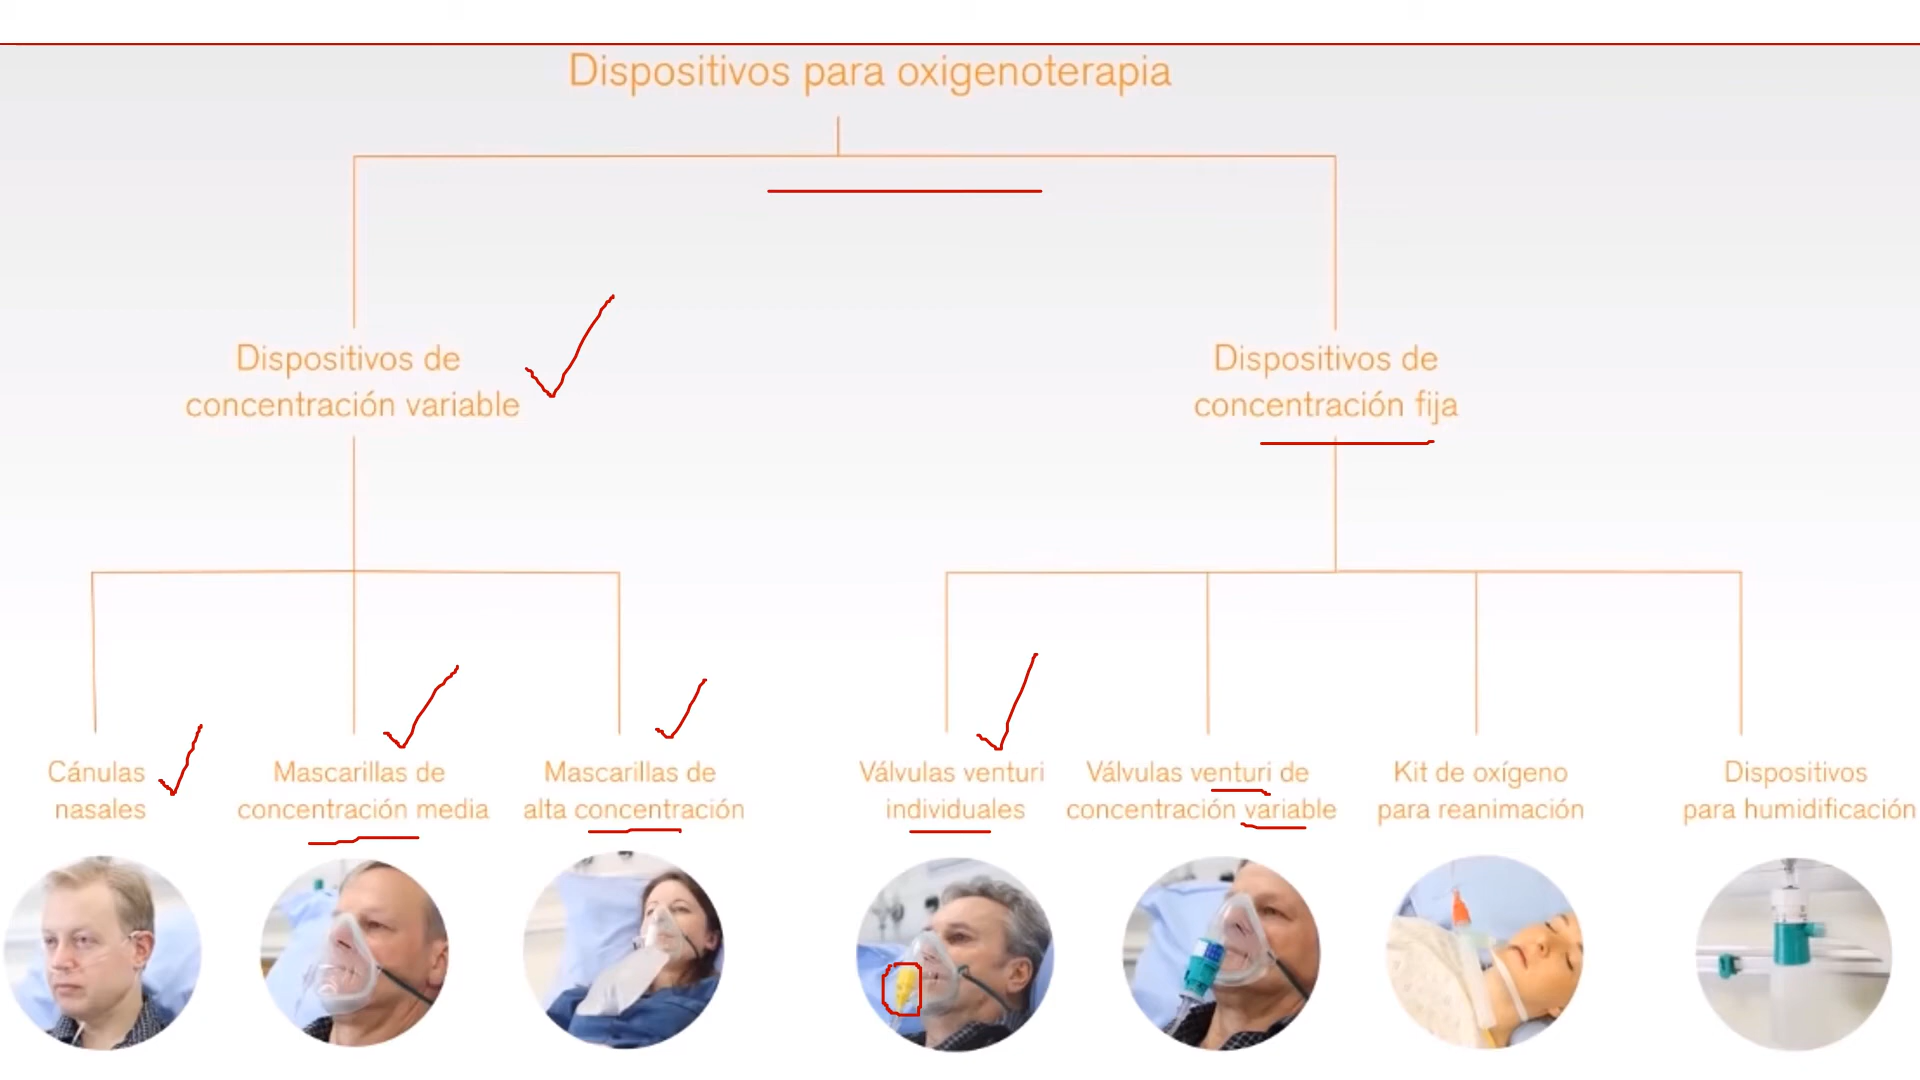 Dispositivos para oxigenoterapia
Dispositivos de
concentración variable
Dispositivos de
concentración fija
Cánulas
nasales
Mascarillas de
concentración media
Mascarillas de
alta concentración
Válvulas venturi
individuales
Válvulas venturi de
concentración variable
Kit de oxígeno
para reanimación
Dispositivos
para humidificación